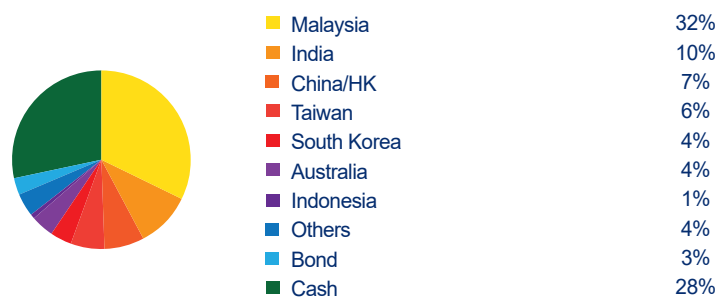 Malaysia 32%
India 10%
China/HK 7%
Taiwan 6%
South Korea 4%
Australia 4%
Indonesia 1%
Others 4%
Bond 3%
Cash 28%